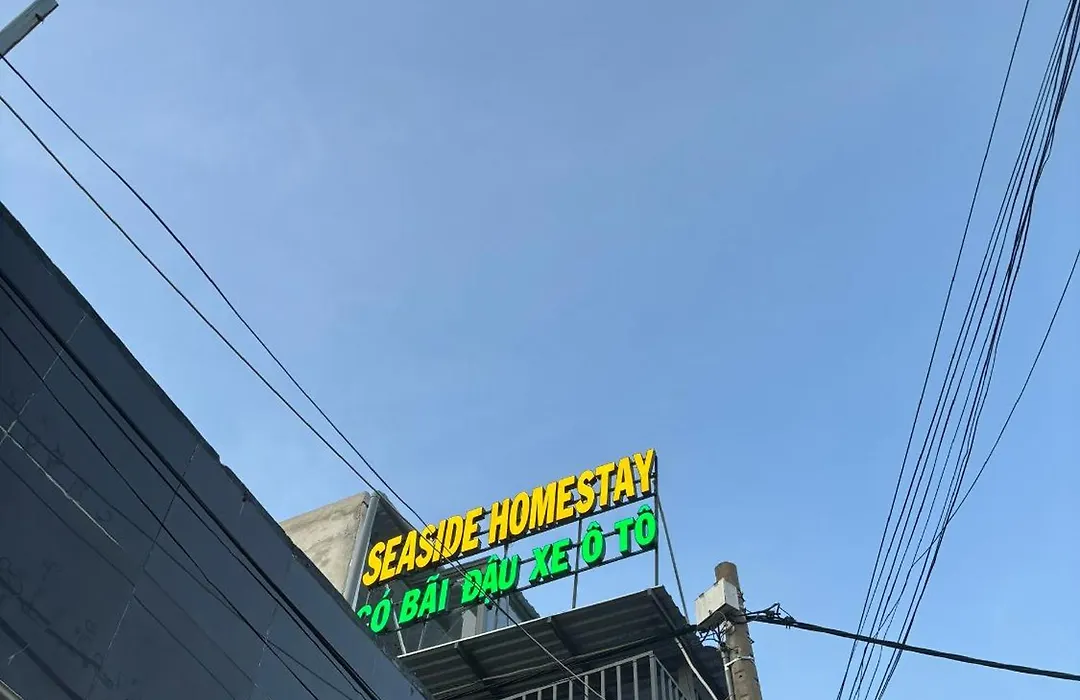 SEASIDE HOMESTAY
CÓ BÃI ĐẬU XE Ô TÔ